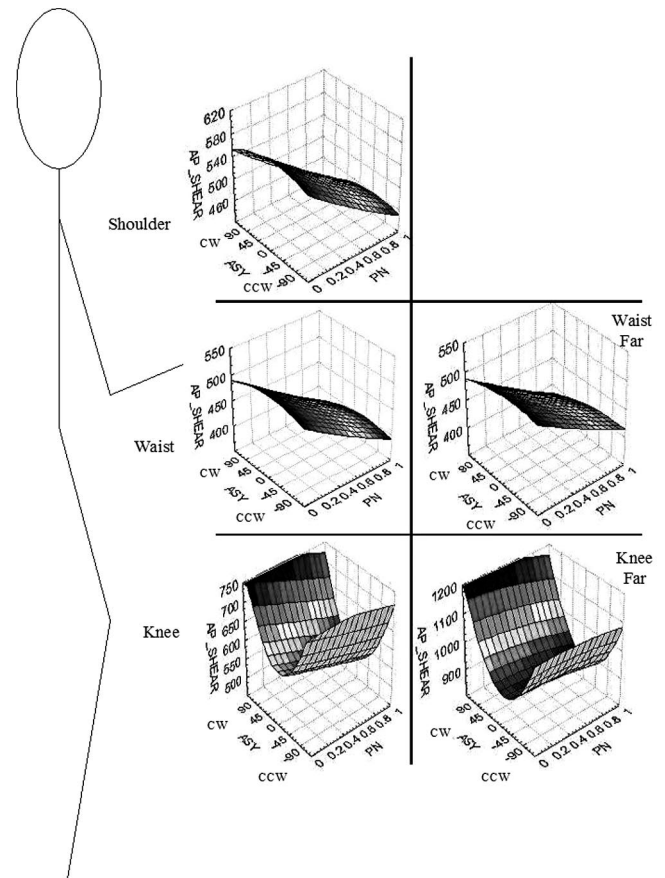 620
580
540
500
460
AP_SHEAR
Shoulder
CW
90
45
0
-45
-90
ASY
CCW
0
0.2
0.4
0.6
0.8
1
PN
Waist
Far
550
500
450
400
AP_SHEAR
Waist
CW
90
45
0
-45
-90
ASY
CCW
0
0.2
0.4
0.6
0.8
1
PN
550
500
450
400
AP_SHEAR
CW
90
45
0
-45
-90
ASY
CCW
0
0.2
0.4
0.6
0.8
1
PN
Knee
Far
750
700
650
600
550
500
AP_SHEAR
Knee
CW
90
45
0
-45
-90
ASY
CCW
0
0.2
0.4
0.6
0.8
1
PN
1200
1100
1000
900
AP_SHEAR
CW
90
45
0
-45
-90
ASY
CCW
0
0.2
0.4
0.6
0.8
1
PN